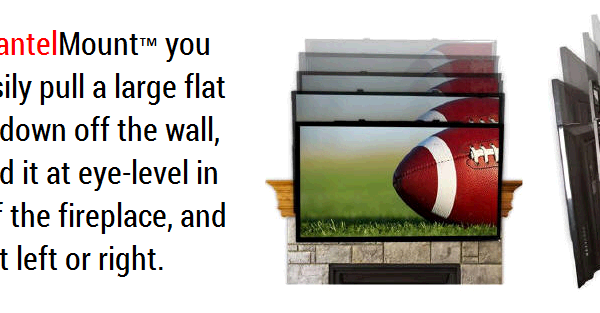 antelMount™ you
sily pull a large flat
down off the wall,
d it at eye-level in
f the fireplace, and
t left or right.